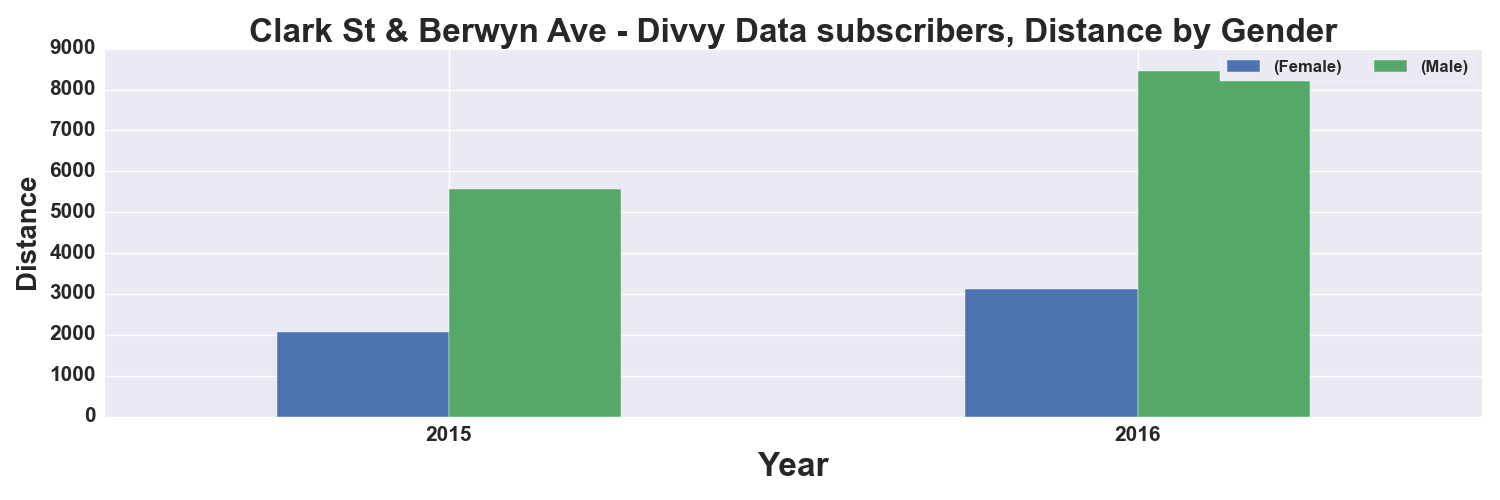 Clark St & Berwyn Ave - Divvy Data subscribers, Distance by Gender
(Female) (Male)
9000
8000
7000
6000
5000
4000
3000
2000
1000
0
Distance
2015 2016
Year